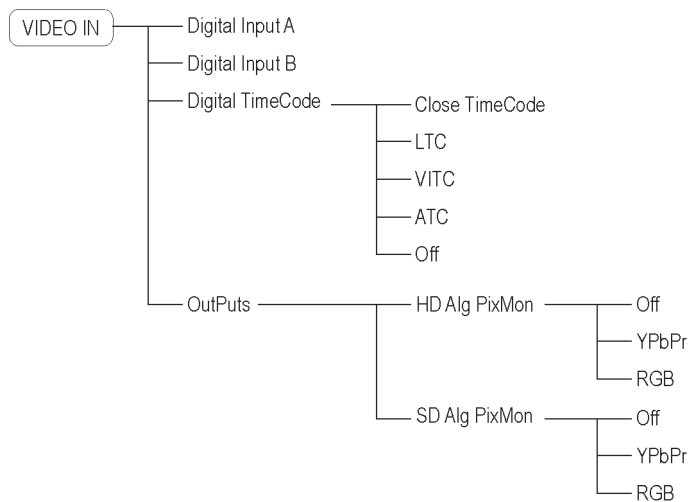 VIDEO IN
Digital Input A
Digital Input B
Digital TimeCode
Close TimeCode
LTC
VITC
ATC
Off
OutPuts
HD Alg PixMon
Off
YPbPr
RGB
SD Alg PixMon
Off
YPbPr
RGB